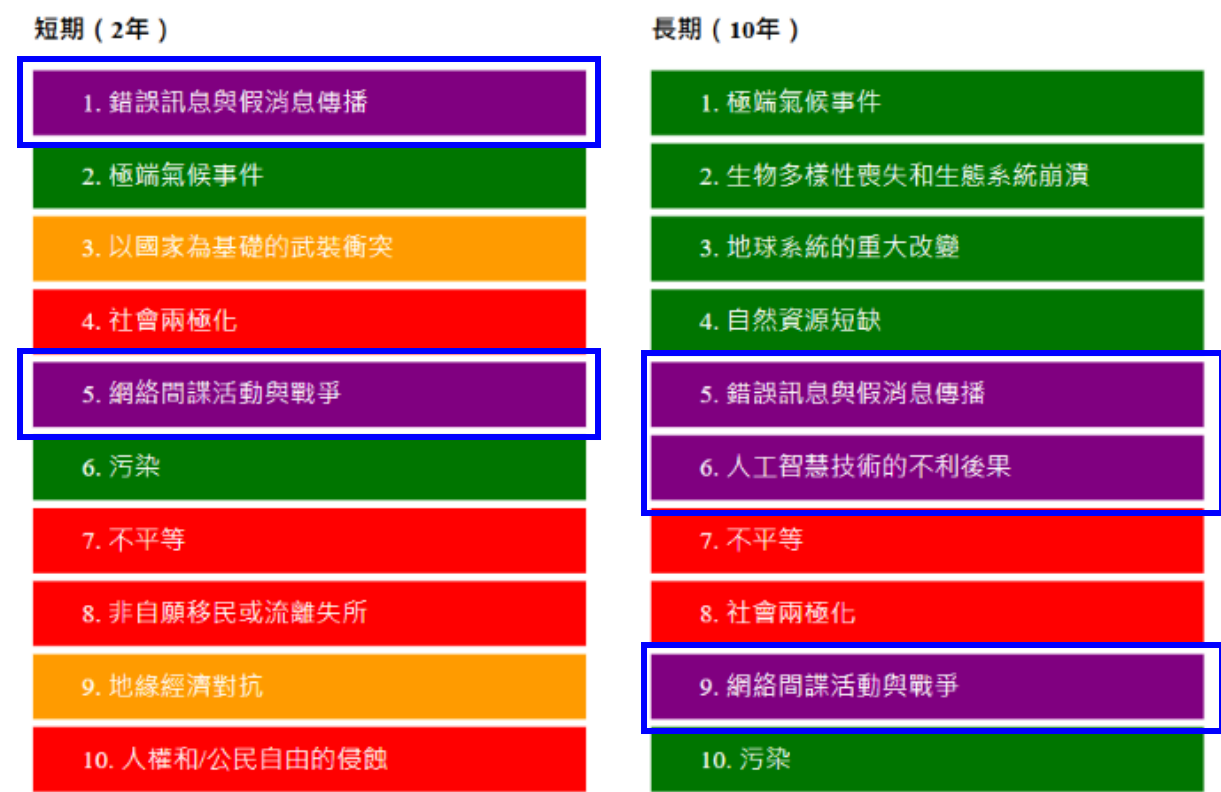 短期（2年）
1. 錯誤訊息與假消息傳播
2. 極端氣候事件
3. 以國家為基礎的武裝衝突
4. 社會兩極化
5. 網絡間諜活動與戰爭
6. 污染
7. 不平等
8. 非自願移民或流離失所
9. 地緣經濟對抗
10. 人權和/公民自由的侵蝕
長期（10年）
1. 極端氣候事件
2. 生物多樣性喪失和生態系統崩潰
3. 地球系統的重大改變
4. 自然資源短缺
5. 錯誤訊息與假消息傳播
6. 人工智慧技術的不利後果
7. 不平等
8. 社會兩極化
9. 網絡間諜活動與戰爭
10. 污染